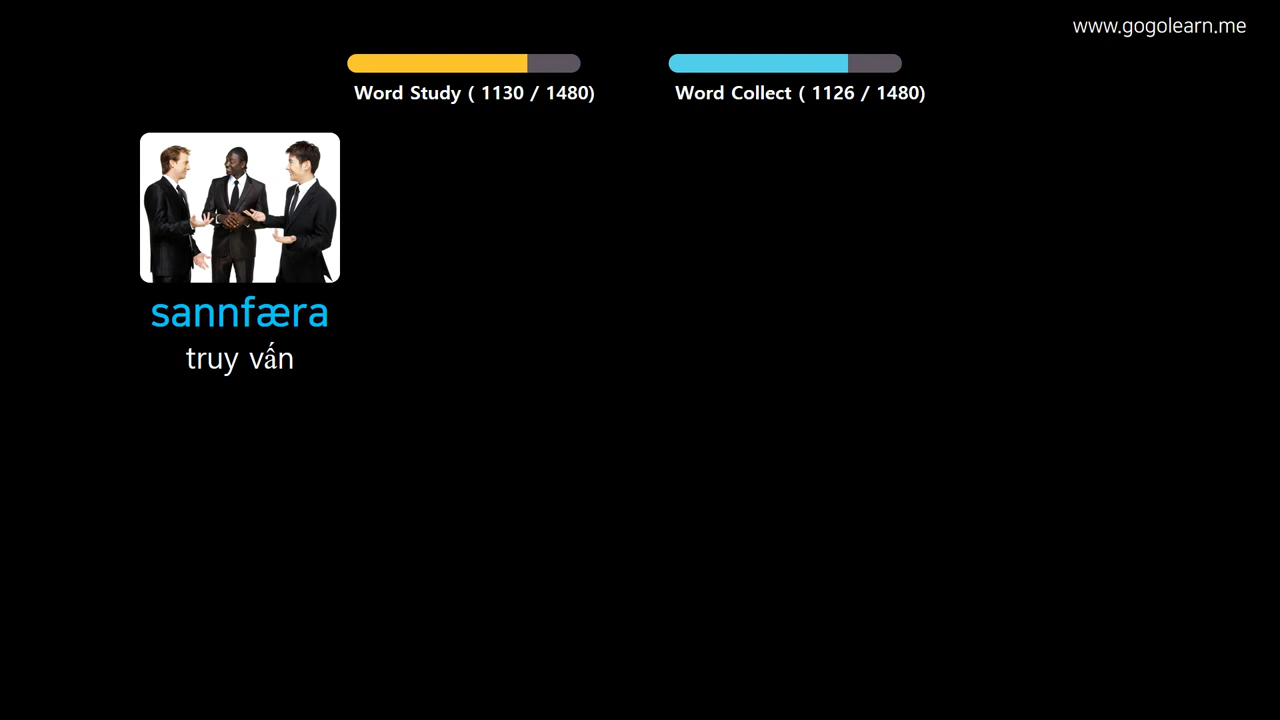 www.gogolearn.me
Word Study ( 1130 / 1480)
Word Collect ( 1126 / 1480)
sannfæra
truy vấn